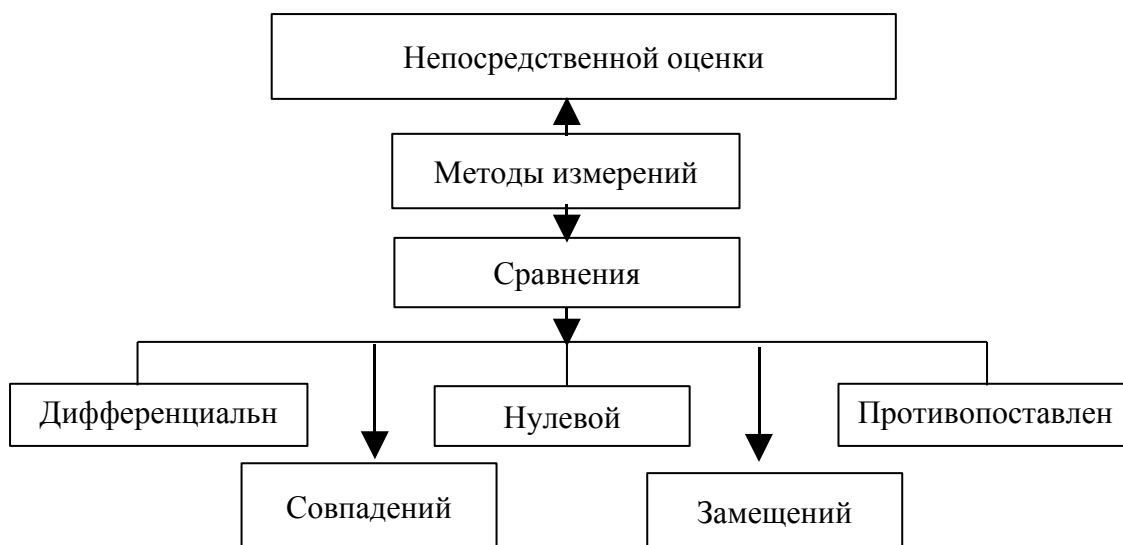 Непосредственной оценки
Методы измерений
Сравнения
Дифференциальн
Нулевой
Противопоставлен
Совпадений
Замещений